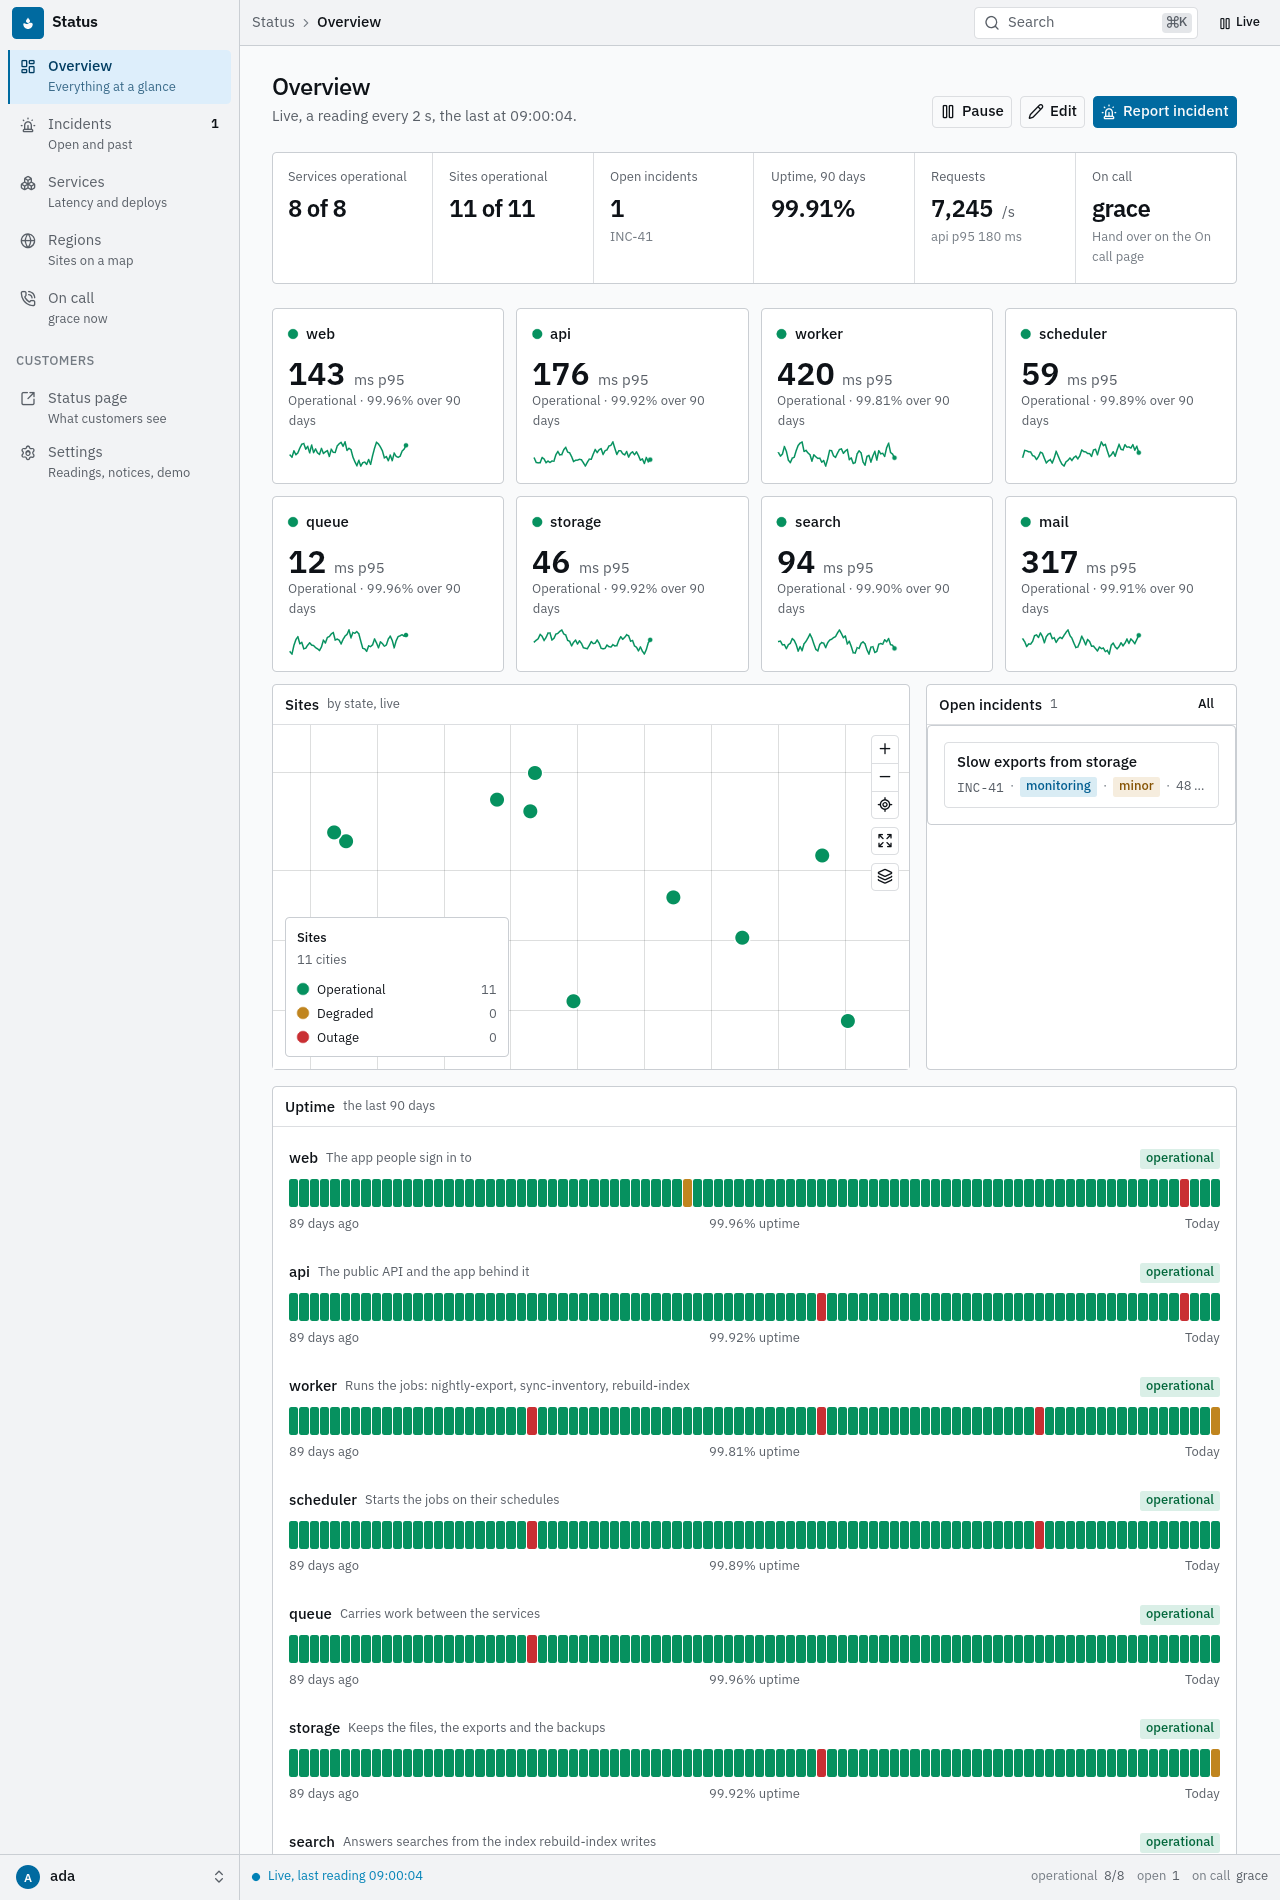 Status
Overview
Everything at a glance
Incidents 1
Open and past
Services
Latency and deploys
Regions
Sites on a map
On call
grace now
CUSTOMERS
Status page
What customers see
Settings
Readings, notices, demo
ada
Status > Overview
Search ⌘K
Live
Overview
Live, a reading every 2 s, the last at 09:00:04.
Pause
Edit
Report incident
Services operational
8 of 8
Sites operational
11 of 11
Open incidents
1
INC-41
Uptime, 90 days
99.91%
Requests
7,245 /s
api p95 180 ms
On call
grace
Hand over on the On
call page
web
143 ms p95
Operational · 99.96% over 90
days
api
176 ms p95
Operational · 99.92% over 90
days
worker
420 ms p95
Operational · 99.81% over 90
days
scheduler
59 ms p95
Operational · 99.89% over 90
days
queue
12 ms p95
Operational · 99.96% over 90
days
storage
46 ms p95
Operational · 99.92% over 90
days
search
94 ms p95
Operational · 99.90% over 90
days
mail
317 ms p95
Operational · 99.91% over 90
days
Sites by state, live
Sites
11 cities
Operational 11
Degraded 0
Outage 0
Open incidents 1 All
Slow exports from storage
INC-41 · monitoring · minor · 48 ...
Uptime the last 90 days
web The app people sign in to operational
89 days ago 99.96% uptime Today
api The public API and the app behind it operational
89 days ago 99.92% uptime Today
worker Runs the jobs: nightly-export, sync-inventory, rebuild-index operational
89 days ago 99.81% uptime Today
scheduler Starts the jobs on their schedules operational
89 days ago 99.89% uptime Today
queue Carries work between the services operational
89 days ago 99.96% uptime Today
storage Keeps the files, the exports and the backups operational
89 days ago 99.92% uptime Today
search Answers searches from the index rebuild-index writes operational
A
Live, last reading 09:00:04
operational 8/8 open 1 on call grace